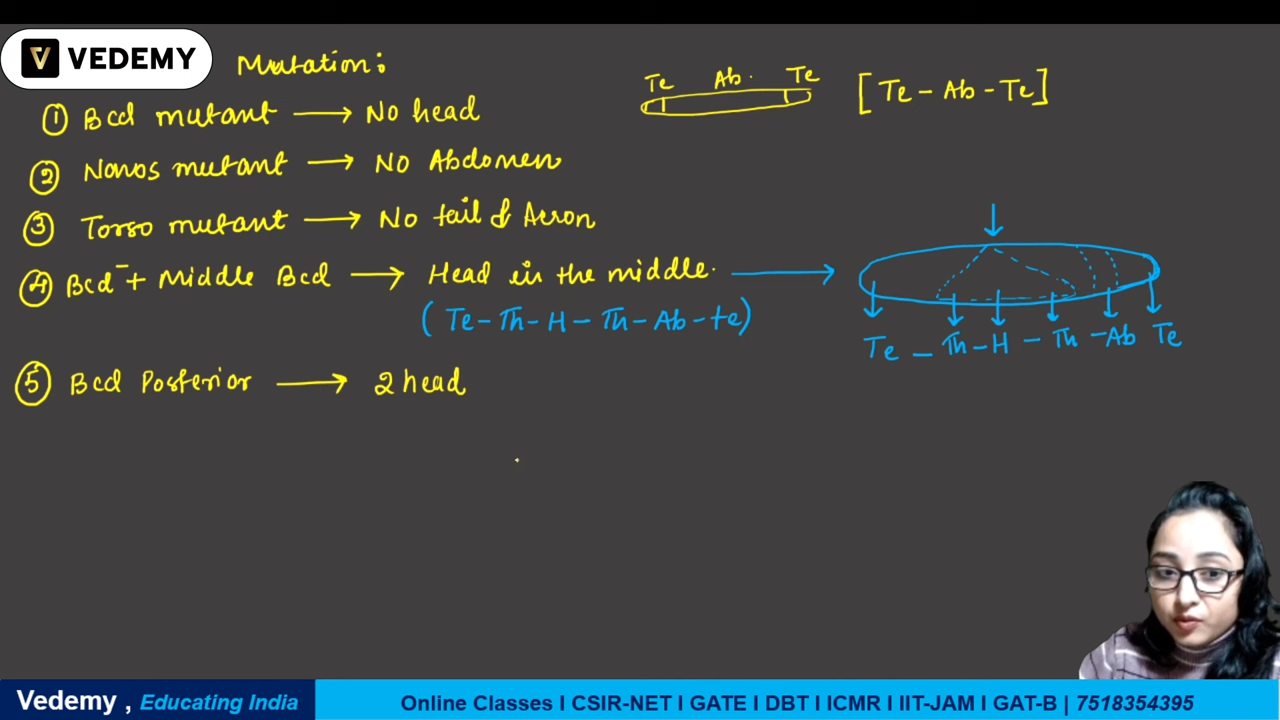 VEDEMY
Mutation:
① Bcd mutant → No head
Te Ab. Te
[Te - Ab - Te]
② Nanos mutant → No Abdomen
③ Torso mutant → No tail & Acron
④ Bcd⁻ + Middle Bcd → Head in the middle. →
(Te - Th - H - Th - Ab - te)
Te - Th - H - Th - Ab Te
⑤ Bcd Posterior → 2 head
Vedemy , Educating India
Online Classes I CSIR-NET I GATE I DBT I ICMR I IIT-JAM I GAT-B | 7518354395